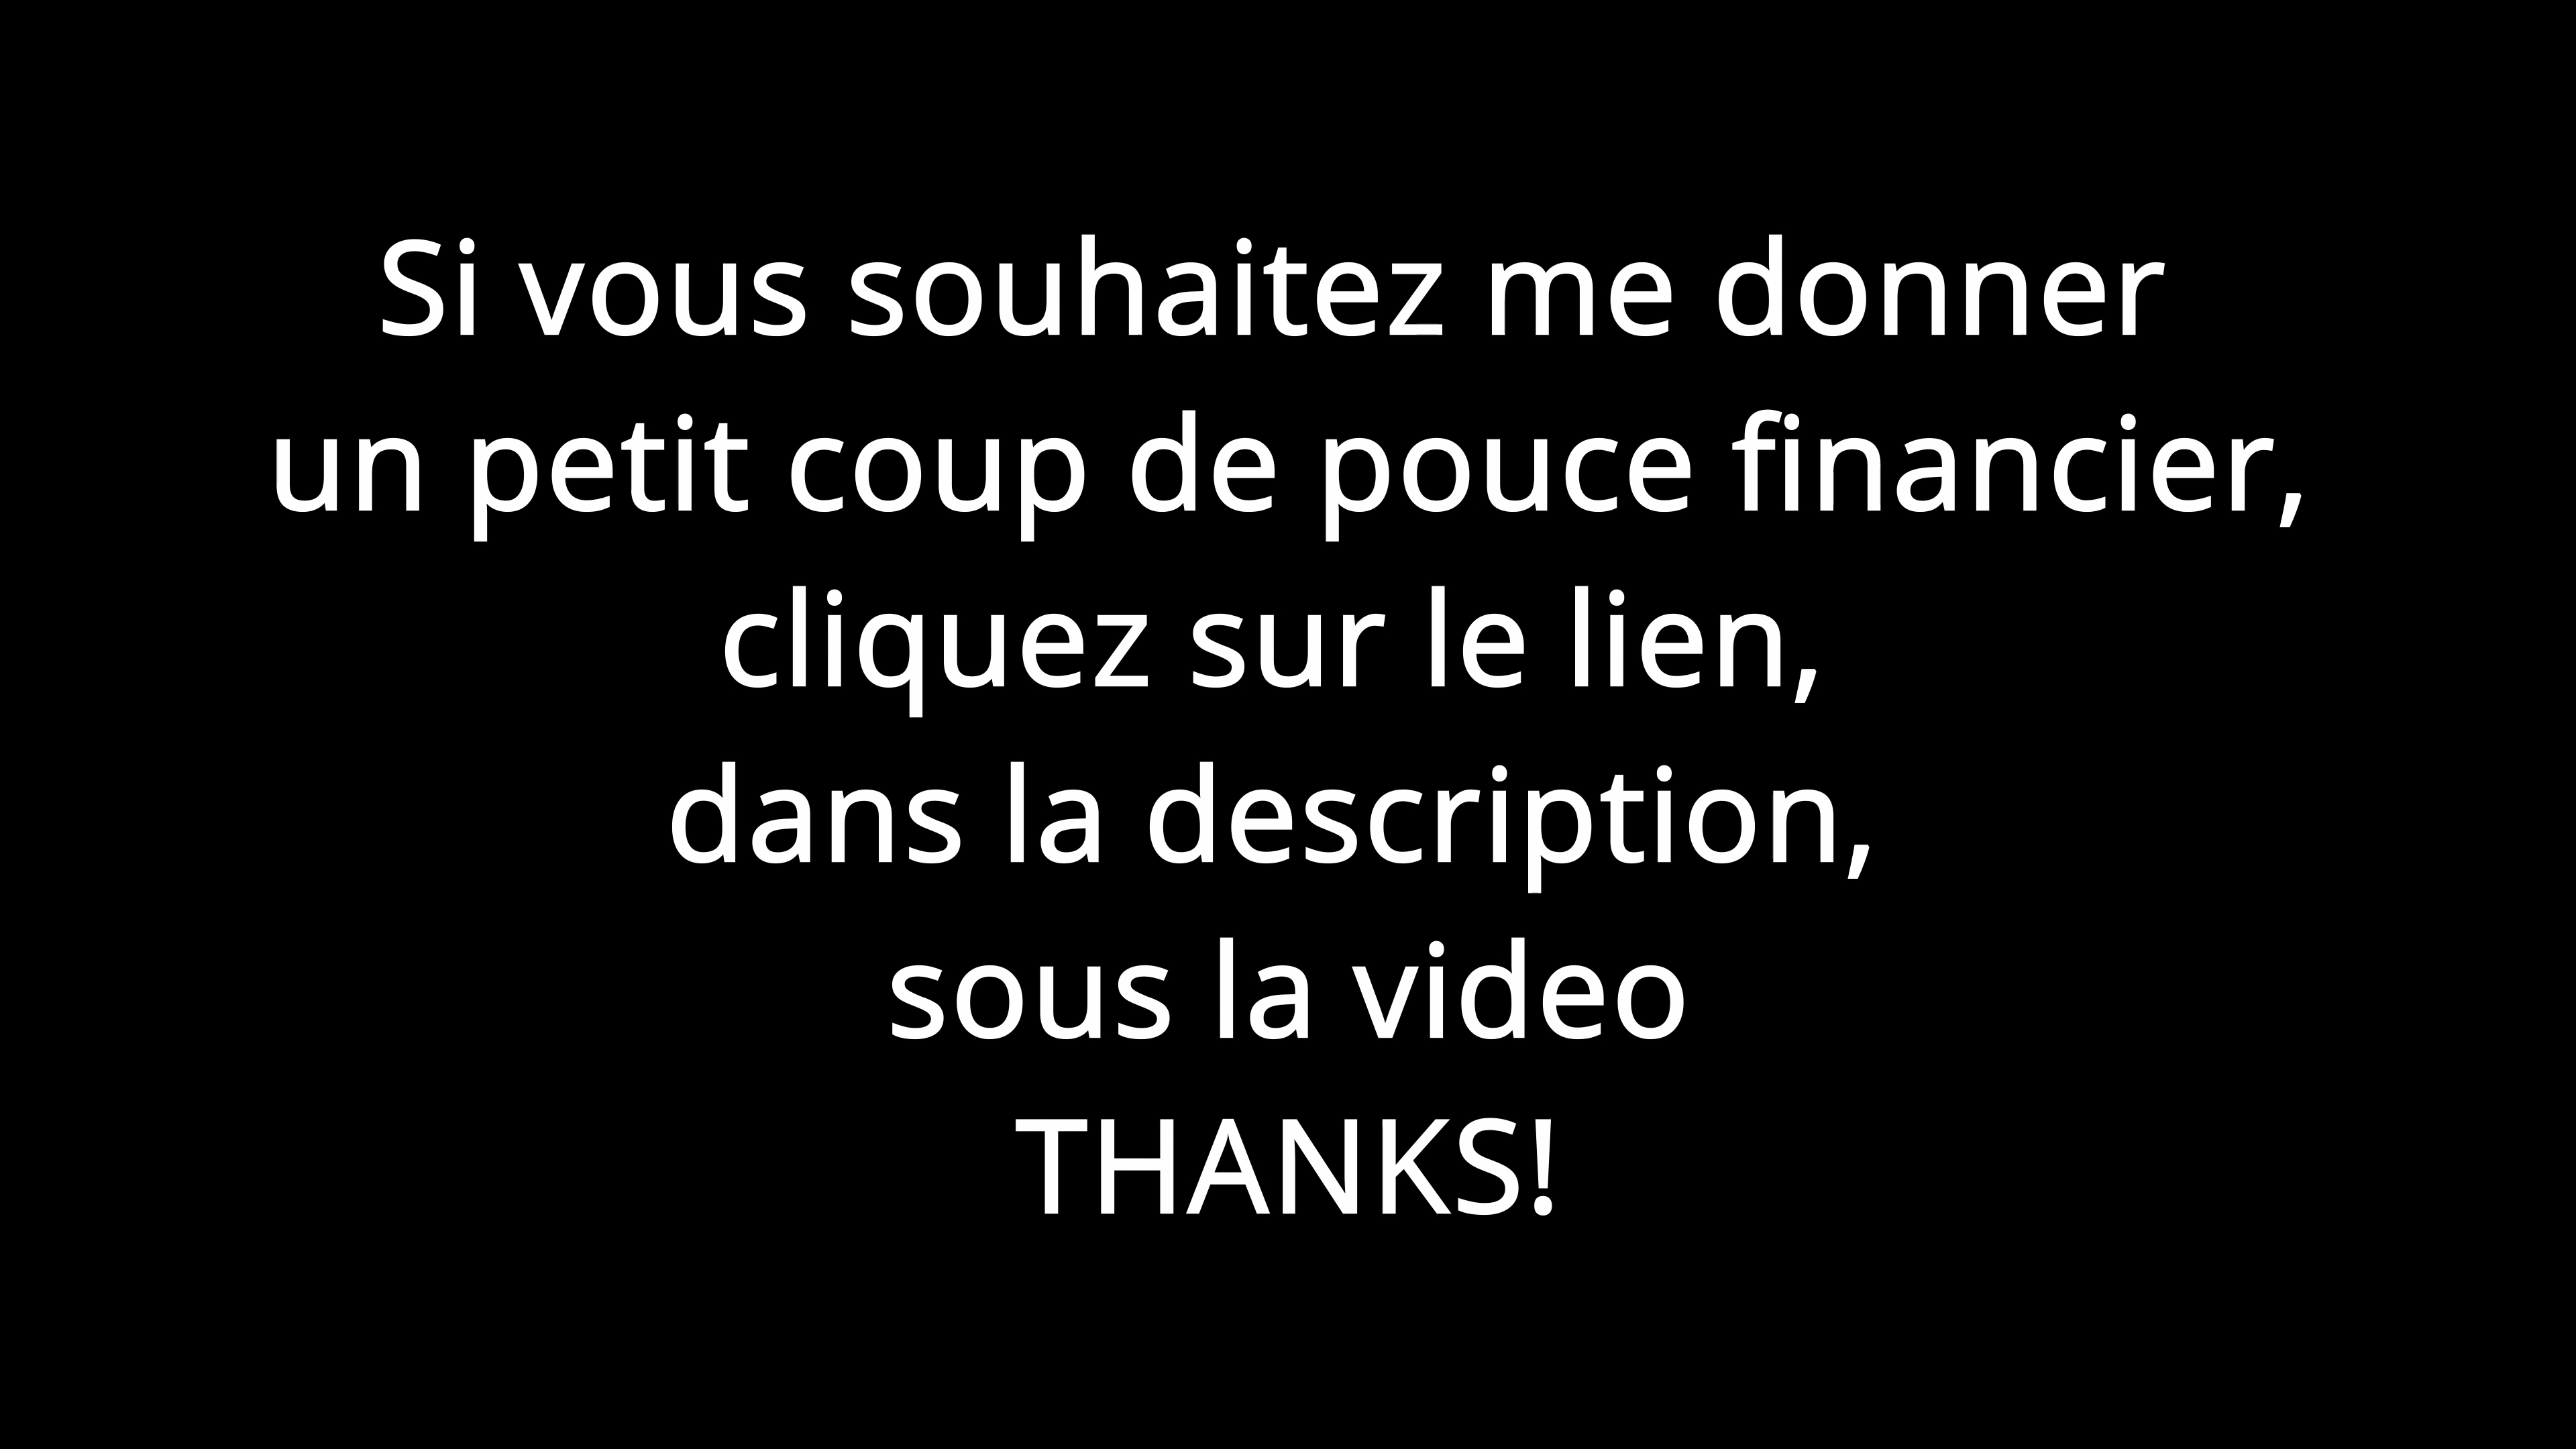 Si vous souhaitez me donner
un petit coup de pouce financier,
cliquez sur le lien,
dans la description,
sous la video
THANKS!